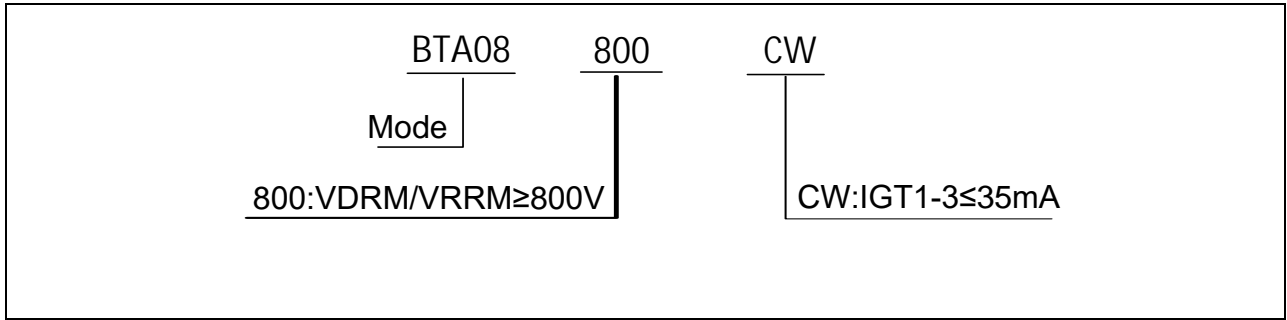 BTA08 800 CW
Mode
800:VDRM/VRRM≥800V CW:IGT1-3≤35mA